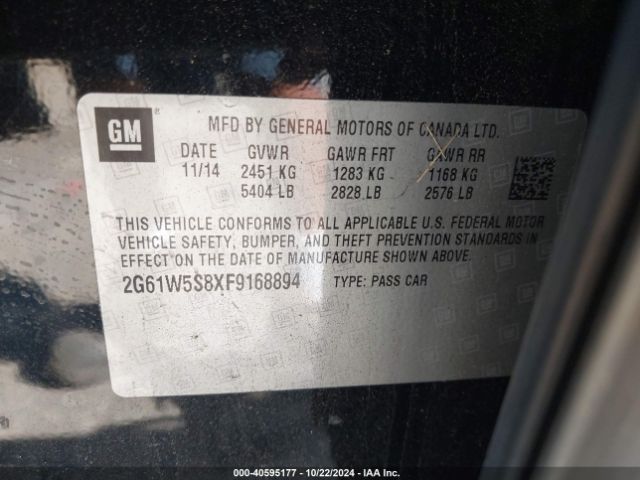 GM
MFD BY GENERAL MOTORS OF CANADA LTD.
DATE GVWR GAWR FRT GAWR RR
11/14 2451 KG 1283 KG 1168 KG
5404 LB 2828 LB 2576 LB
THIS VEHICLE CONFORMS TO ALL APPLICABLE U.S. FEDERAL MOTOR
VEHICLE SAFETY, BUMPER, AND THEFT PREVENTION STANDARDS IN
EFFECT ON THE DATE OF MANUFACTURE SHOWN ABOVE.
2G61W5S8XF9168894 TYPE: PASS CAR
000-40595177 - 10/22/2024 - IAA Inc.